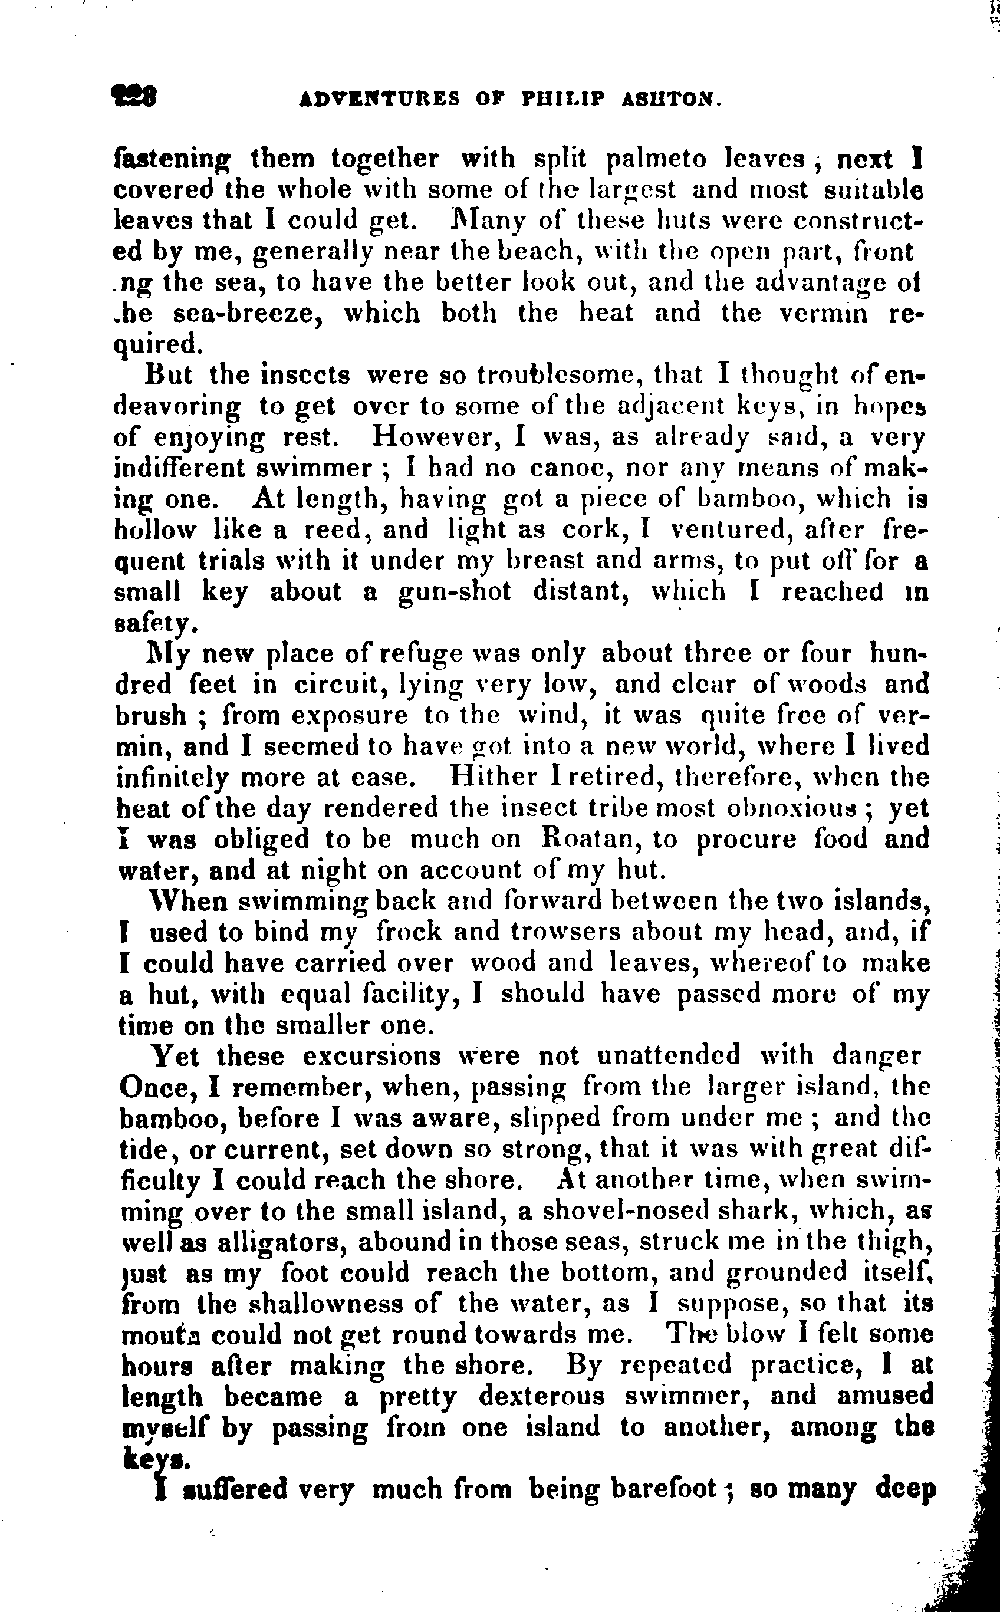 228 ADVENTURES OF PHILIP ASHTON.
fastening them together with split palmeto leaves; next I
covered the whole with some of the largest and most suitable
leaves that I could get. Many of these huts were construct-
ed by me, generally near the beach, with the open part, front
.ng the sea, to have the better look out, and the advantage of
.he sea-breeze, which both the heat and the vermin re-
quired.
But the insects were so troublesome, that I thought of en-
deavoring to get over to some of the adjacent keys, in hopes
of enjoying rest. However, I was, as already said, a very
indifferent swimmer; I had no canoe, nor any means of mak-
ing one. At length, having got a piece of bamboo, which is
hollow like a reed, and light as cork, I ventured, after fre-
quent trials with it under my breast and arms, to put off for a
small key about a gun-shot distant, which I reached in
safety.
My new place of refuge was only about three or four hun-
dred feet in circuit, lying very low, and clear of woods and
brush; from exposure to the wind, it was quite free of ver-
min, and I seemed to have got into a new world, where I lived
infinitely more at ease. Hither I retired, therefore, when the
heat of the day rendered the insect tribe most obnoxious; yet
I was obliged to be much on Roatan, to procure food and
water, and at night on account of my hut.
When swimming back and forward between the two islands,
I used to bind my frock and trowsers about my head, and, if
I could have carried over wood and leaves, whereof to make
a hut, with equal facility, I should have passed more of my
time on the smaller one.
Yet these excursions were not unattended with danger
Once, I remember, when, passing from the larger island, the
bamboo, before I was aware, slipped from under me; and the
tide, or current, set down so strong, that it was with great dif-
ficulty I could reach the shore. At another time, when swim-
ming over to the small island, a shovel-nosed shark, which, as
well as alligators, abound in those seas, struck me in the thigh,
just as my foot could reach the bottom, and grounded itself,
from the shallowness of the water, as I suppose, so that its
mouth could not get round towards me. The blow I felt some
hours after making the shore. By repeated practice, I at
length became a pretty dexterous swimmer, and amused
myself by passing from one island to another, among the
keys.
I suffered very much from being barefoot; so many deep